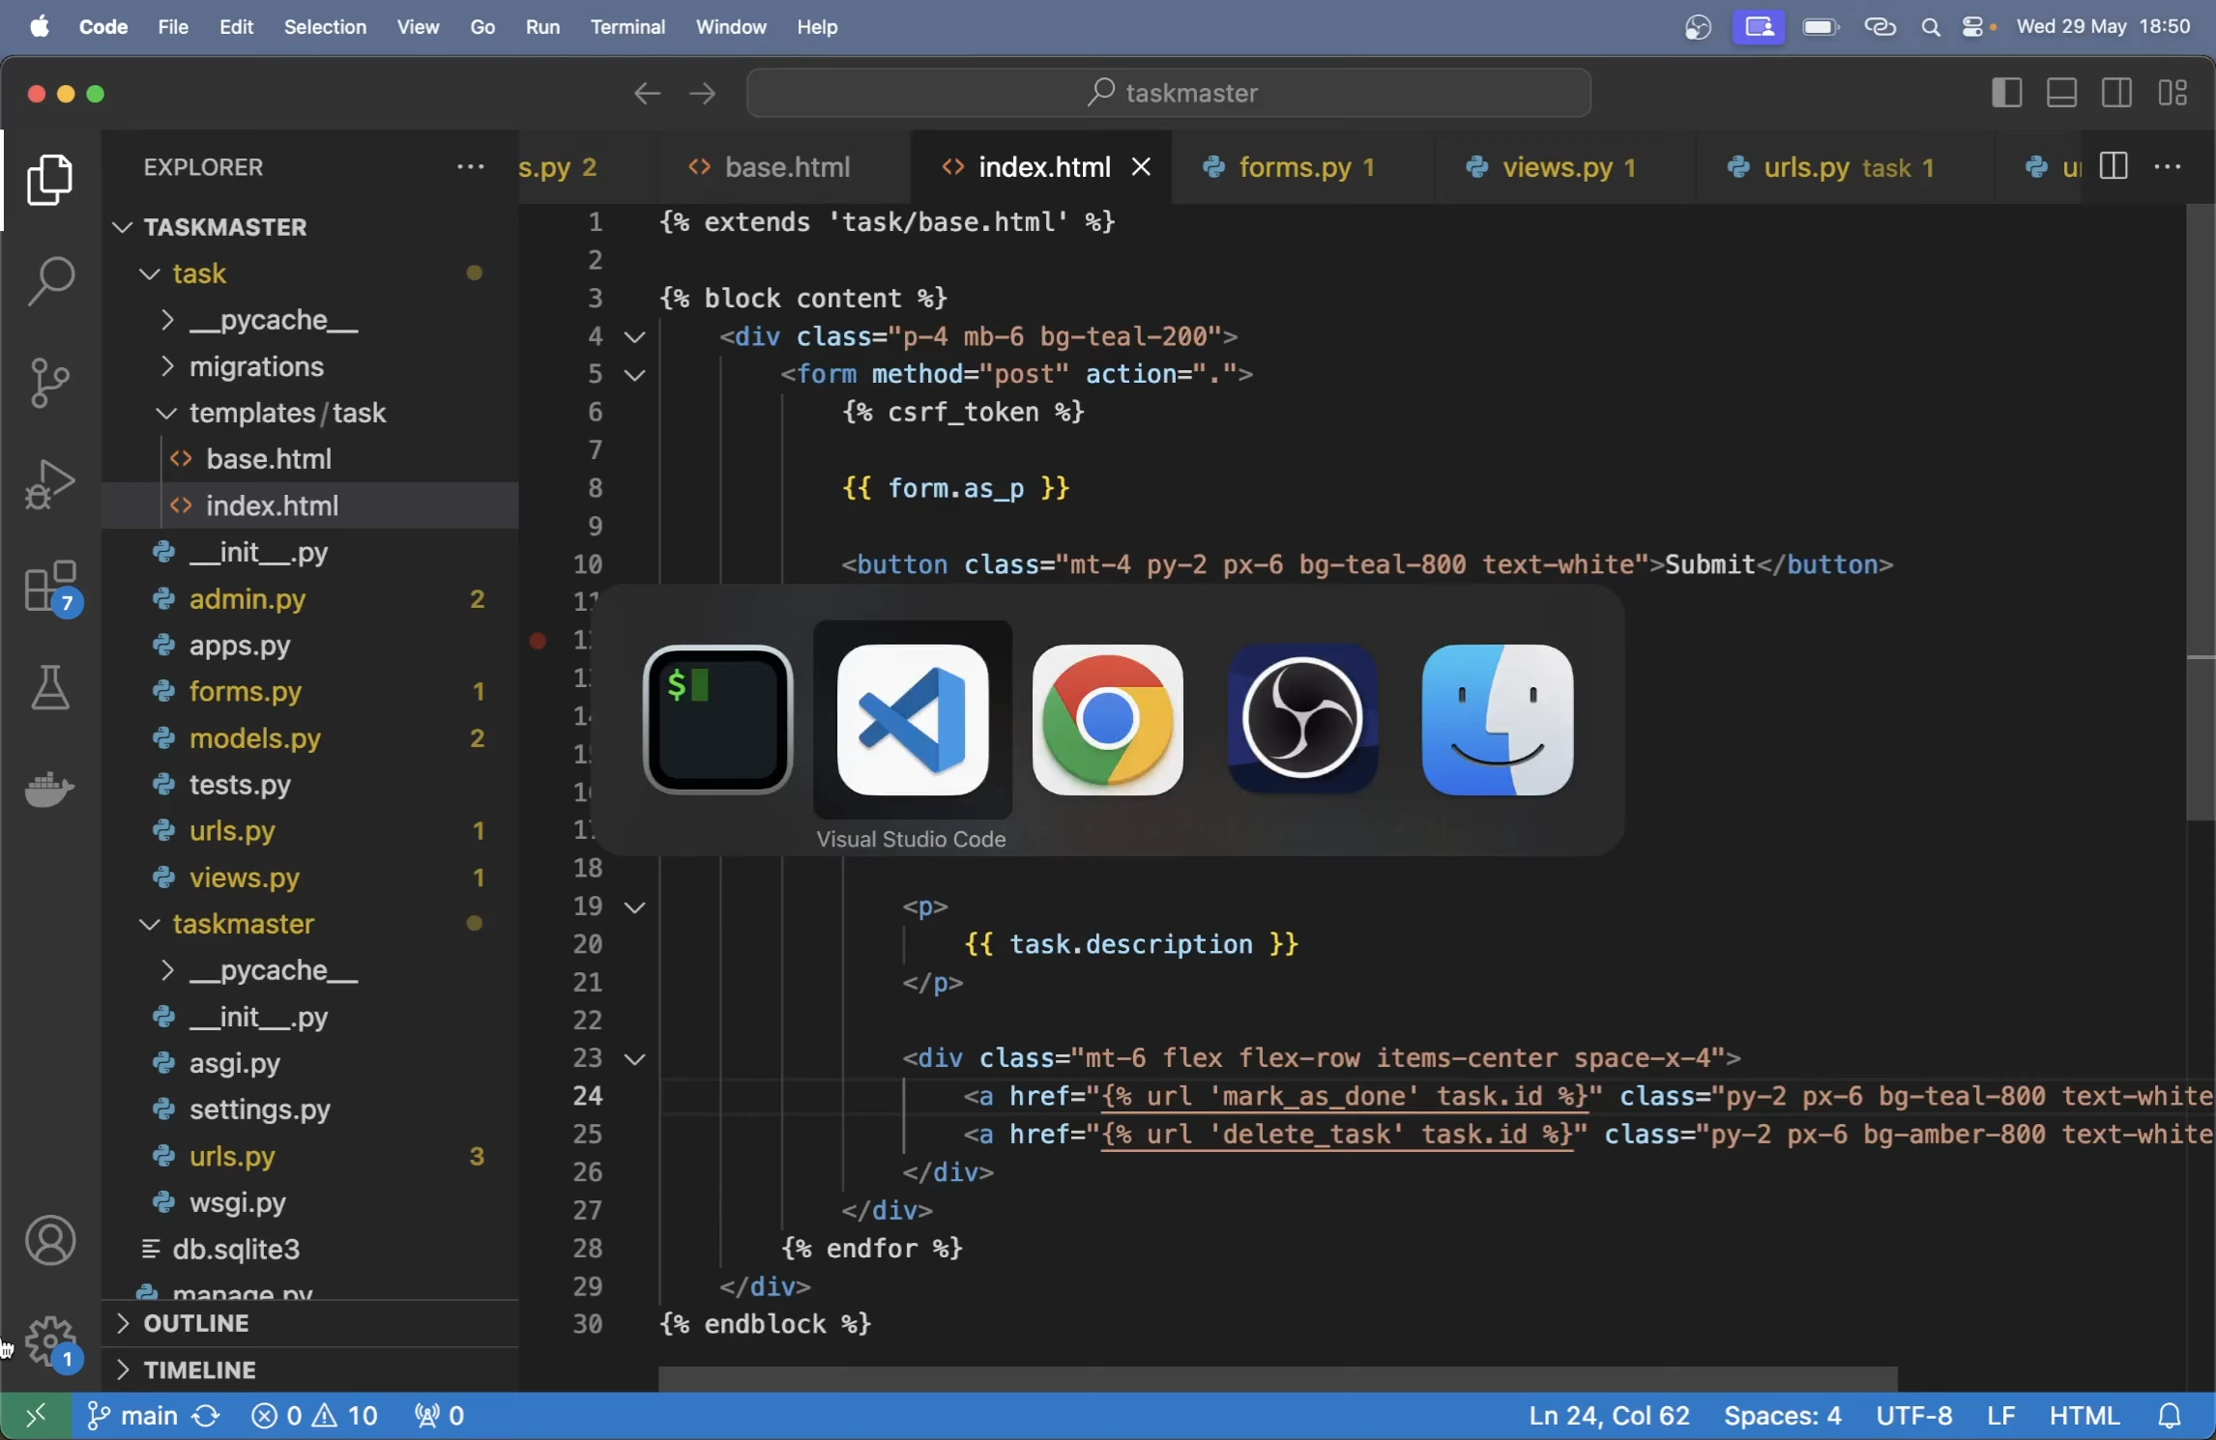 Code File Edit Selection View Go Run Terminal Window Help Wed 29 May 18:50
taskmaster
EXPLORER
s.py 2 base.html index.html forms.py 1 views.py 1 urls.py task 1
TASKMASTER
task
__pycache__
migrations
templates/task
base.html
index.html
__init__.py
admin.py 2
apps.py
forms.py 1
models.py 2
tests.py
urls.py 1
views.py 1
taskmaster
__pycache__
__init__.py
asgi.py
settings.py
urls.py 3
wsgi.py
db.sqlite3
manage.py
OUTLINE
TIMELINE
7
1
1 {% extends 'task/base.html' %}
2
3 {% block content %}
4 <div class="p-4 mb-6 bg-teal-200">
5 <form method="post" action=".">
6 {% csrf_token %}
7
8 {{ form.as_p }}
9
10 <button class="mt-4 py-2 px-6 bg-teal-800 text-white">Submit</button>
$
Visual Studio Code
18
19 <p>
20 {{ task.description }}
21 </p>
22
23 <div class="mt-6 flex flex-row items-center space-x-4">
24 <a href="{% url 'mark_as_done' task.id %}" class="py-2 px-6 bg-teal-800 text-white
25 <a href="{% url 'delete_task' task.id %}" class="py-2 px-6 bg-amber-800 text-white
26 </div>
27 </div>
28 {% endfor %}
29 </div>
30 {% endblock %}
main 0 10 0 Ln 24, Col 62 Spaces: 4 UTF-8 LF HTML